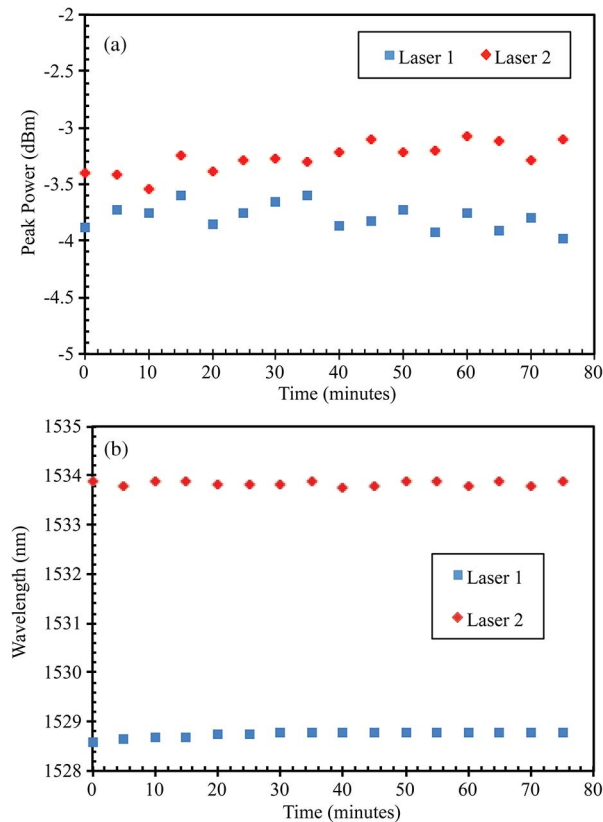 -2
(a)
Laser 1
Laser 2
-2.5
-3
-3.5
-4
-4.5
-5
Peak Power (dBm)
0 10 20 30 40 50 60 70 80
Time (minutes)
1535
(b)
1534
1533
1532
1531
1530
1529
1528
Wavelength (nm)
Laser 1
Laser 2
0 10 20 30 40 50 60 70 80
Time (minutes)